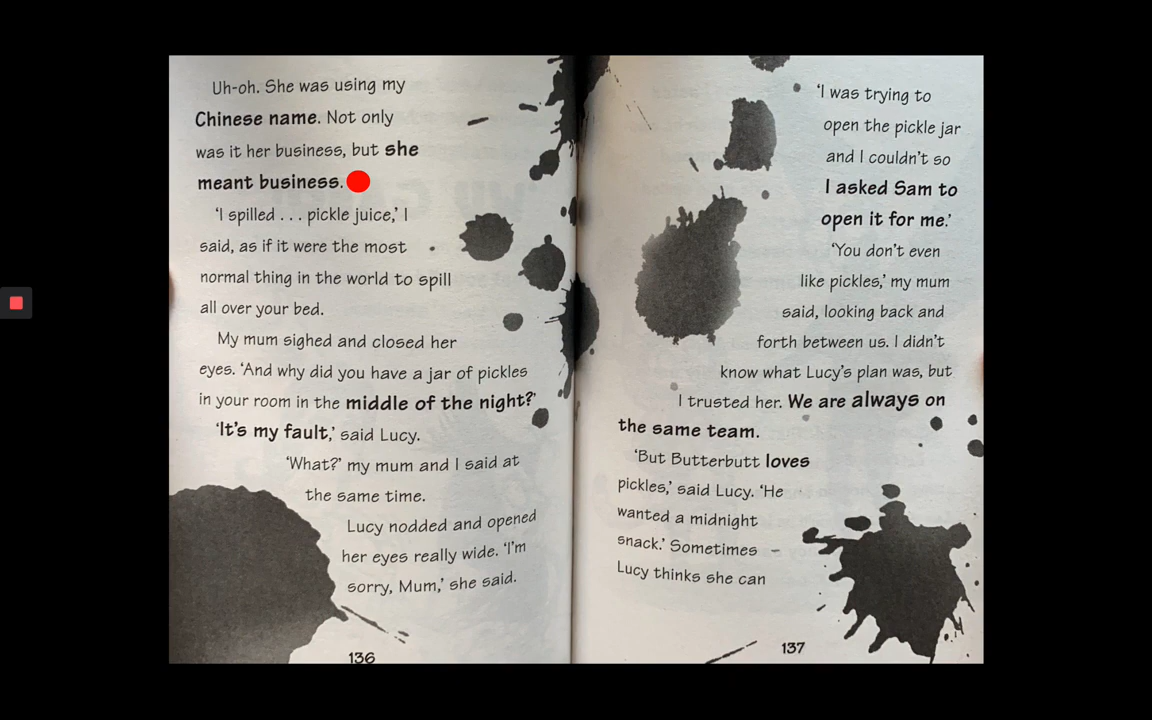 Uh-oh. She was using my
Chinese name. Not only
was it her business, but she
meant business.
‘I spilled . . . pickle juice,’ I
said, as if it were the most
normal thing in the world to spill
all over your bed.
My mum sighed and closed her
eyes. ‘And why did you have a jar of pickles
in your room in the middle of the night?’
‘It’s my fault,’ said Lucy.
‘What?’ my mum and I said at
the same time.
Lucy nodded and opened
her eyes really wide. ‘I’m
sorry, Mum,’ she said.
136
‘I was trying to
open the pickle jar
and I couldn’t so
I asked Sam to
open it for me.’
‘You don’t even
like pickles,’ my mum
said, looking back and
forth between us. I didn’t
know what Lucy’s plan was, but
I trusted her. We are always on
the same team.
‘But Butterbutt loves
pickles,’ said Lucy. ‘He
wanted a midnight
snack.’ Sometimes
Lucy thinks she can
137